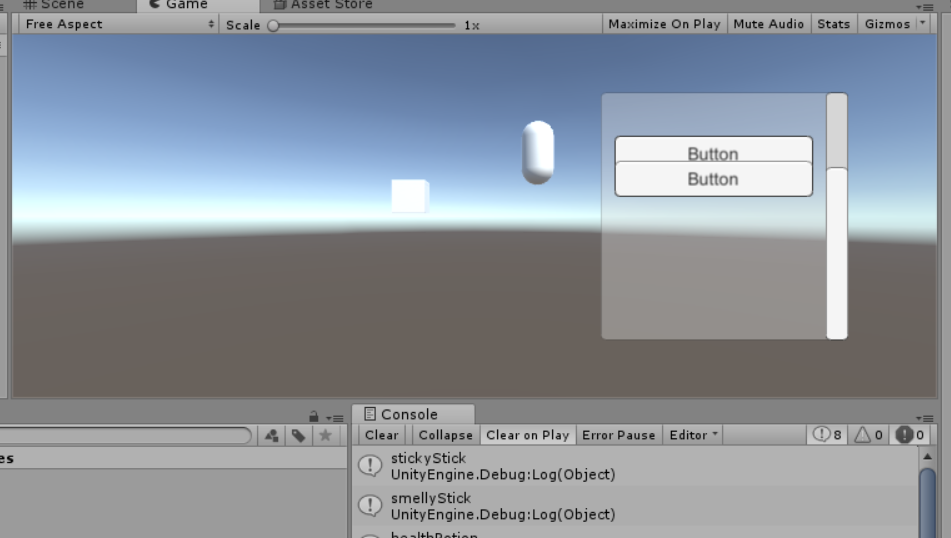 Scene Game Asset Store
Free Aspect Scale 1x Maximize On Play Mute Audio Stats Gizmos
Button
Button
Console
Clear Collapse Clear on Play Error Pause Editor 8 0 0
es
stickyStick
UnityEngine.Debug:Log(Object)
smellyStick
UnityEngine.Debug:Log(Object)
healthPotion